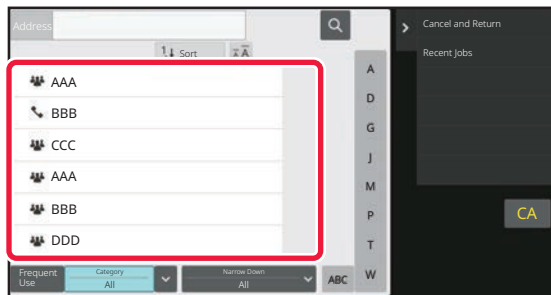 Address
Cancel and Return
Sort
Recent Jobs
AAA
BBB
CCC
AAA
BBB
DDD
A
D
G
J
M
P
T
W
CA
Frequent
Use
Category
All
Narrow Down
All
ABC